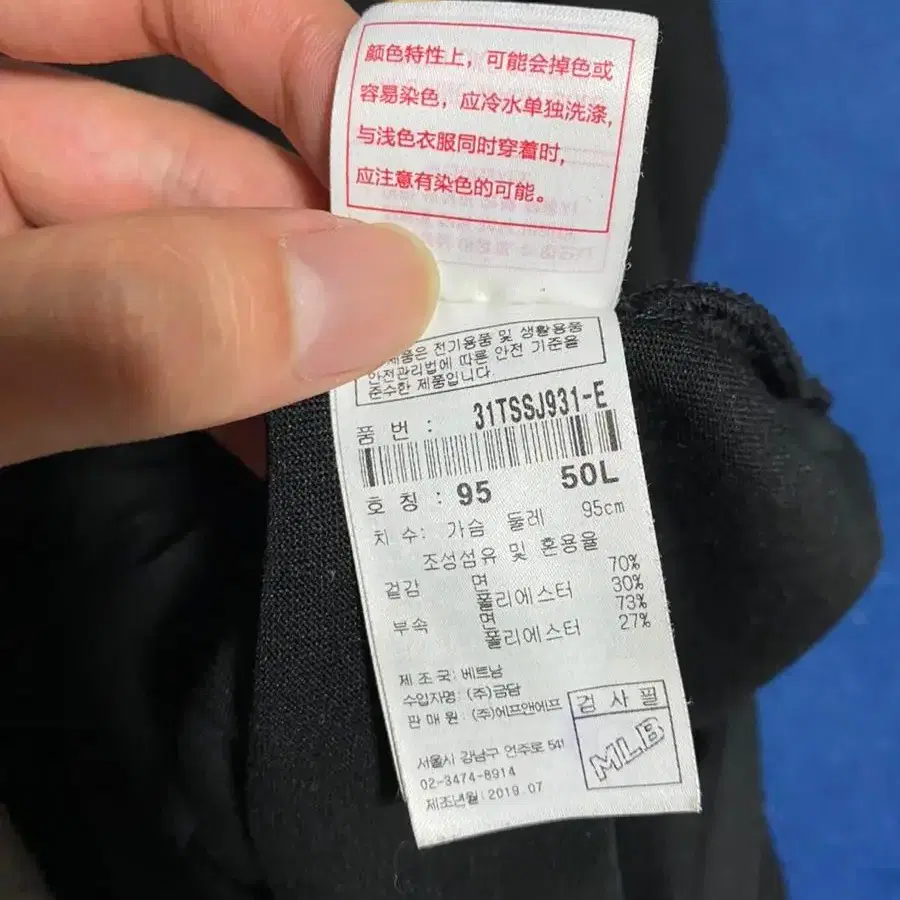 颜色特性上，可能会掉色或
容易染色，应冷水单独洗涤，
与浅色衣服同时穿着时，
应注意有染色的可能。
제품은 전기용품 및 생활용품
안전관리법에 따른 안전 기준을
준수한 제품입니다.
품 번 : 31TSSJ931-E
호 칭 : 95 50L
치 수: 가슴 둘레 95cm
조성섬유 및 혼용율
겉감 면 70%
폴리에스터 30%
부속 면 73%
폴리에스터 27%
제 조 국: 베트남
수입자명: (주)금담
판 매 원 : (주)에프앤에프
검 사 필
MLB
서울시 강남구 언주로 541
02-3474-8914
제조년월:2019.07